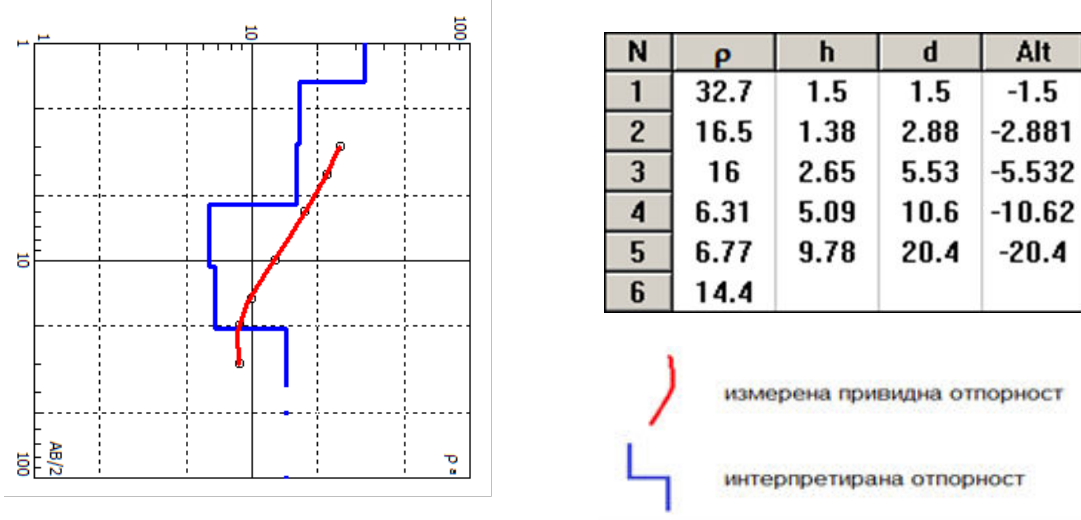 1 10 100
1
10
100
AB/2
ρa
N ρ h d Alt
1 32.7 1.5 1.5 -1.5
2 16.5 1.38 2.88 -2.881
3 16 2.65 5.53 -5.532
4 6.31 5.09 10.6 -10.62
5 6.77 9.78 20.4 -20.4
6 14.4
измерена привидна отпорност
интерпретирана отпорност